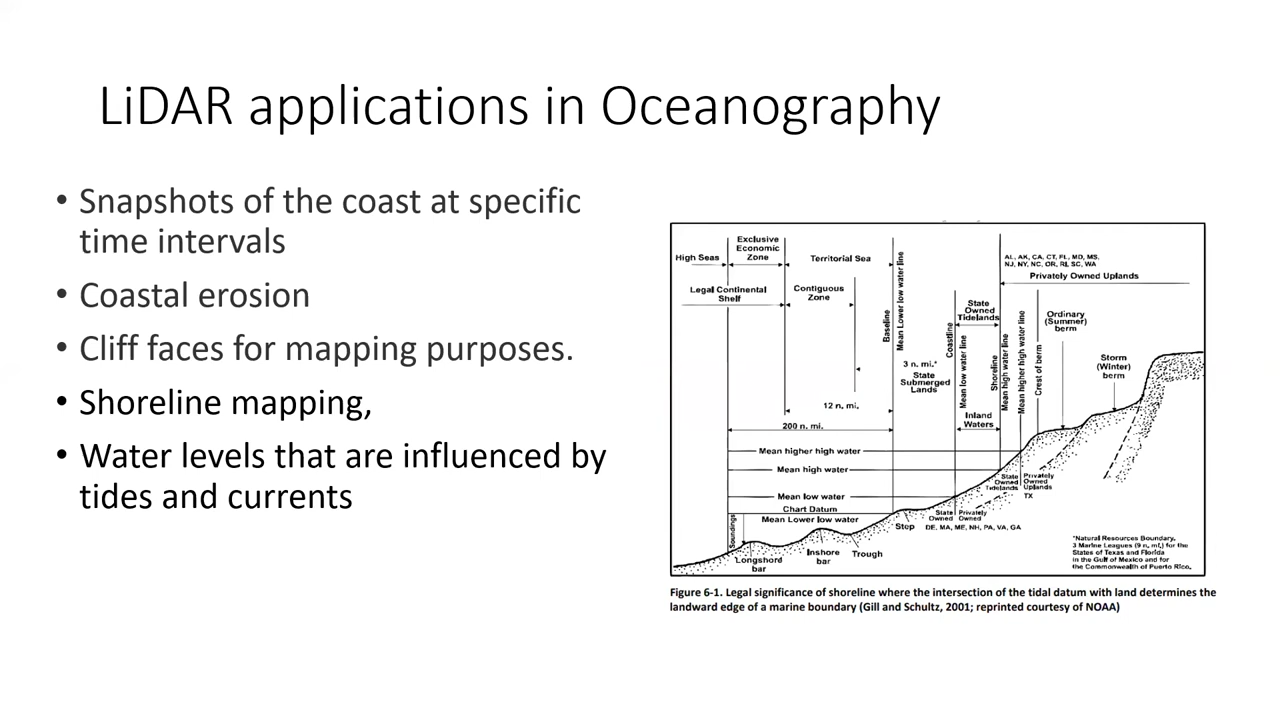 LiDAR applications in Oceanography
• Snapshots of the coast at specific
time intervals
• Coastal erosion
• Cliff faces for mapping purposes.
• Shoreline mapping,
• Water levels that are influenced by
tides and currents
High Seas
Exclusive
Economic
Zone
Territorial Sea
Legal Continental
Shelf
Contiguous
Zone
Baseline
Mean Lower low water line
3 n. mi.*
State
Submerged
Lands
12 n. mi.
200 n. mi.
Coastline
Mean low water line
State
Owned
Tidelands
Shoreline
Mean high water line
Inland
Waters
AL, AK, CA, CT, FL, MD, MS,
NJ, NY, NC, OR, RI, SC, WA
Privately Owned Uplands
Mean higher high water line
Crest of berm
Ordinary
(Summer)
berm
Storm
(Winter)
berm
Mean higher high water
Mean high water
Mean low water
Chart Datum
Mean Lower low water
Soundings
Longshore
bar
Inshore
bar
Trough
Step
State
Owned
Privately
Owned
DE, MA, ME, NH, PA, VA, GA
State
Owned
Tidelands
Privately
Owned
Uplands
TX
*Natural Resources Boundary,
3 Marine Leagues (9 n. mi.) for the
States of Texas and Florida
in the Gulf of Mexico and for
the Commonwealth of Puerto Rico.
Figure 6-1. Legal significance of shoreline where the intersection of the tidal datum with land determines the
landward edge of a marine boundary (Gill and Schultz, 2001; reprinted courtesy of NOAA)